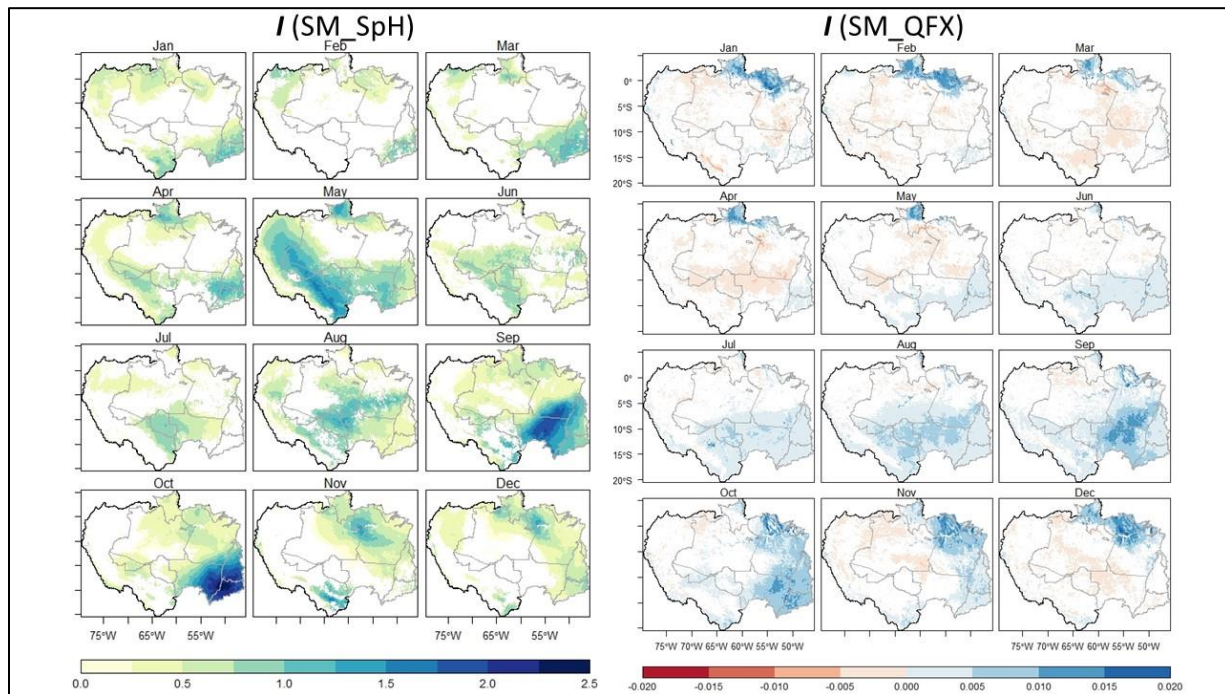 I (SM_SpH)
Jan Feb Mar
Apr May Jun
Jul Aug Sep
Oct Nov Dec
75°W 65°W 55°W 75°W 65°W 55°W 75°W 65°W 55°W
0.0 0.5 1.0 1.5 2.0 2.5
I (SM_QFX)
Jan Feb Mar
0°
5°S
10°S
15°S
20°S
Apr May Jun
Jul Aug Sep
0°
5°S
10°S
15°S
20°S
Oct Nov Dec
75°W 70°W 65°W 60°W 55°W 50°W 75°W 70°W 65°W 60°W 55°W 50°W
-0.020 -0.015 -0.010 -0.005 0.000 0.005 0.010 0.015 0.020